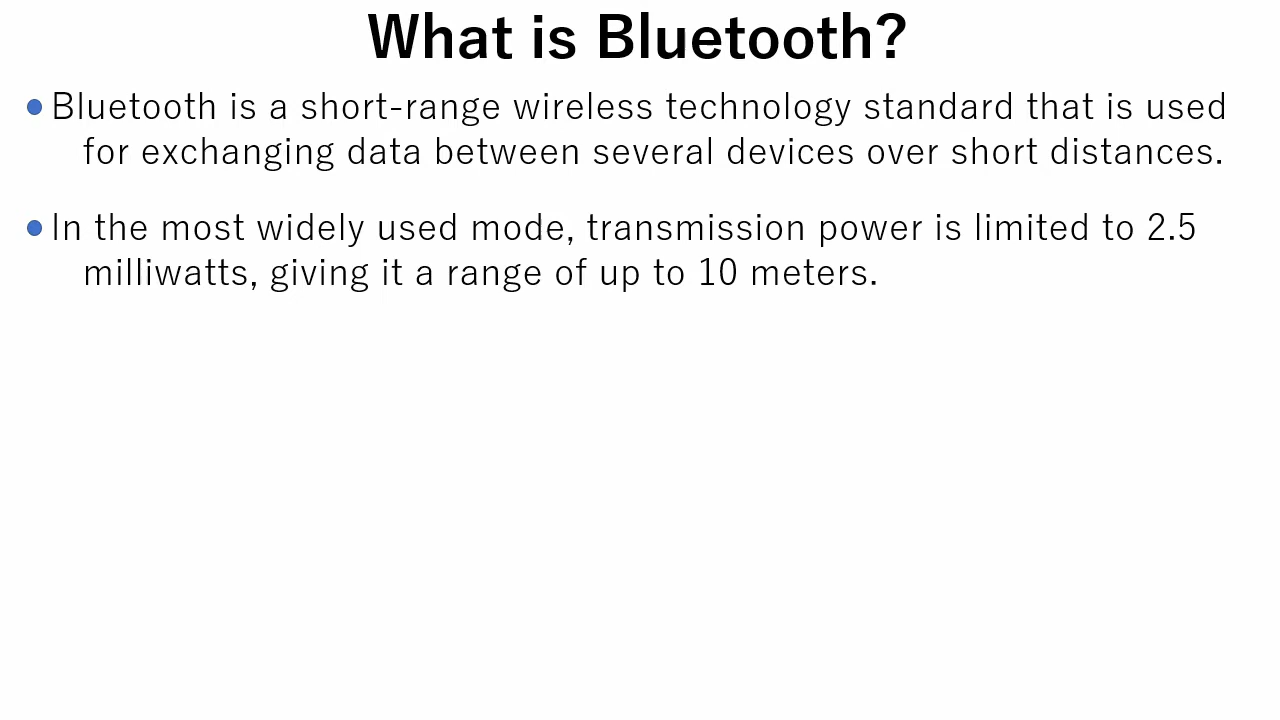 What is Bluetooth?
Bluetooth is a short-range wireless technology standard that is used
for exchanging data between several devices over short distances.
In the most widely used mode, transmission power is limited to 2.5
milliwatts, giving it a range of up to 10 meters.